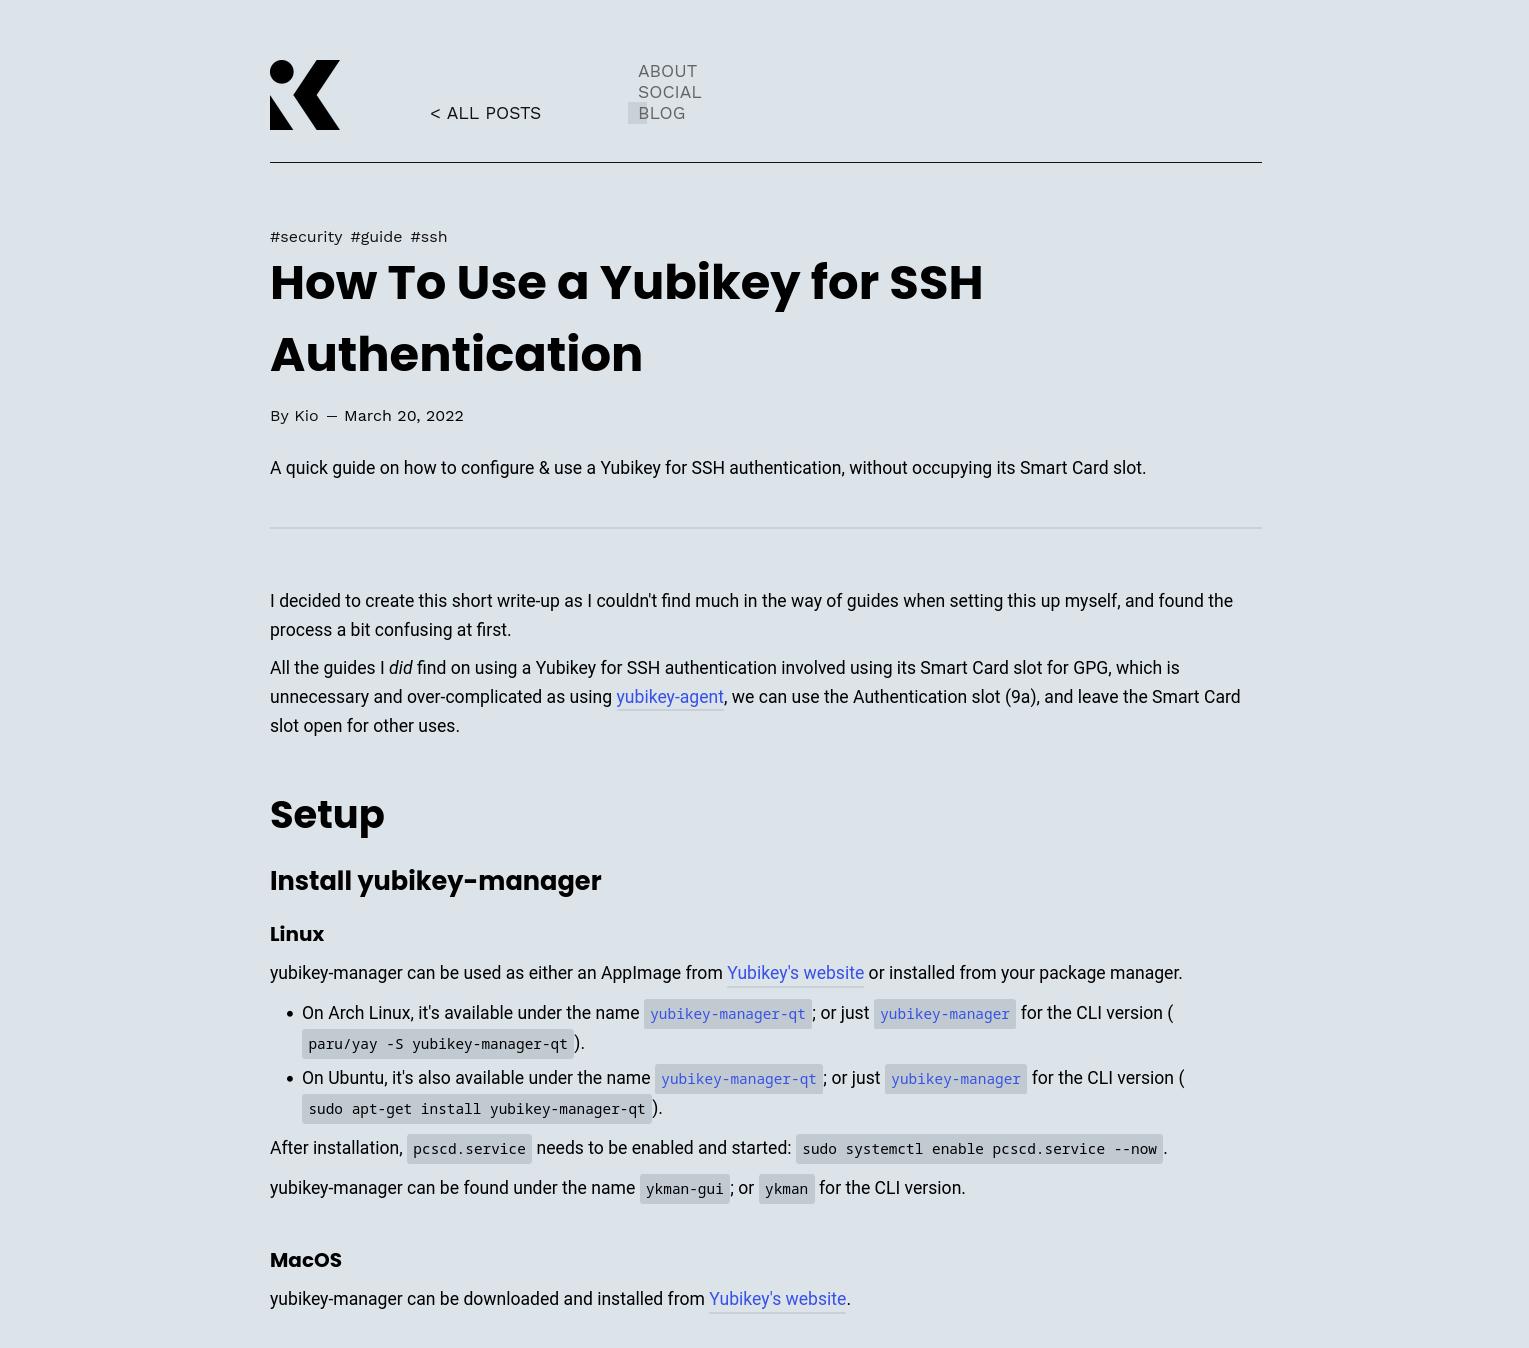 ABOUT
SOCIAL
< ALL POSTS BLOG
#security #guide #ssh
How To Use a Yubikey for SSH
Authentication
By Kio — March 20, 2022
A quick guide on how to configure & use a Yubikey for SSH authentication, without occupying its Smart Card slot.
I decided to create this short write-up as I couldn't find much in the way of guides when setting this up myself, and found the
process a bit confusing at first.
All the guides I did find on using a Yubikey for SSH authentication involved using its Smart Card slot for GPG, which is
unnecessary and over-complicated as using yubikey-agent, we can use the Authentication slot (9a), and leave the Smart Card
slot open for other uses.
Setup
Install yubikey-manager
Linux
yubikey-manager can be used as either an AppImage from Yubikey's website or installed from your package manager.
• On Arch Linux, it's available under the name yubikey-manager-qt; or just yubikey-manager for the CLI version (
paru/yay -S yubikey-manager-qt).
• On Ubuntu, it's also available under the name yubikey-manager-qt; or just yubikey-manager for the CLI version (
sudo apt-get install yubikey-manager-qt).
After installation, pcscd.service needs to be enabled and started: sudo systemctl enable pcscd.service --now.
yubikey-manager can be found under the name ykman-gui; or ykman for the CLI version.
MacOS
yubikey-manager can be downloaded and installed from Yubikey's website.